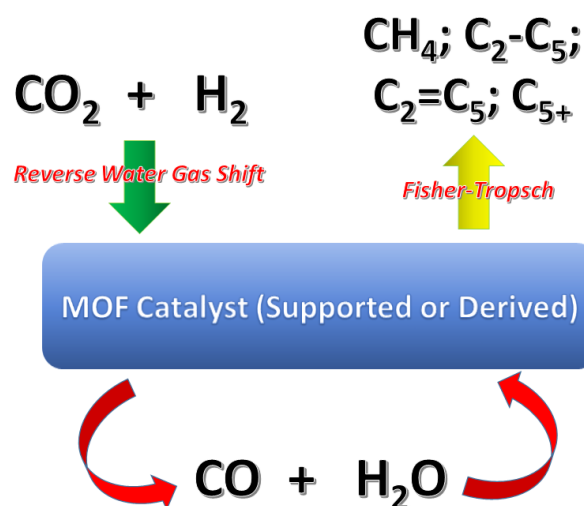 CO₂ + H₂
Reverse Water Gas Shift
CH₄; C₂-C₅;
C₂=C₅; C₅₊
Fisher-Tropsch
MOF Catalyst (Supported or Derived)
CO + H₂O